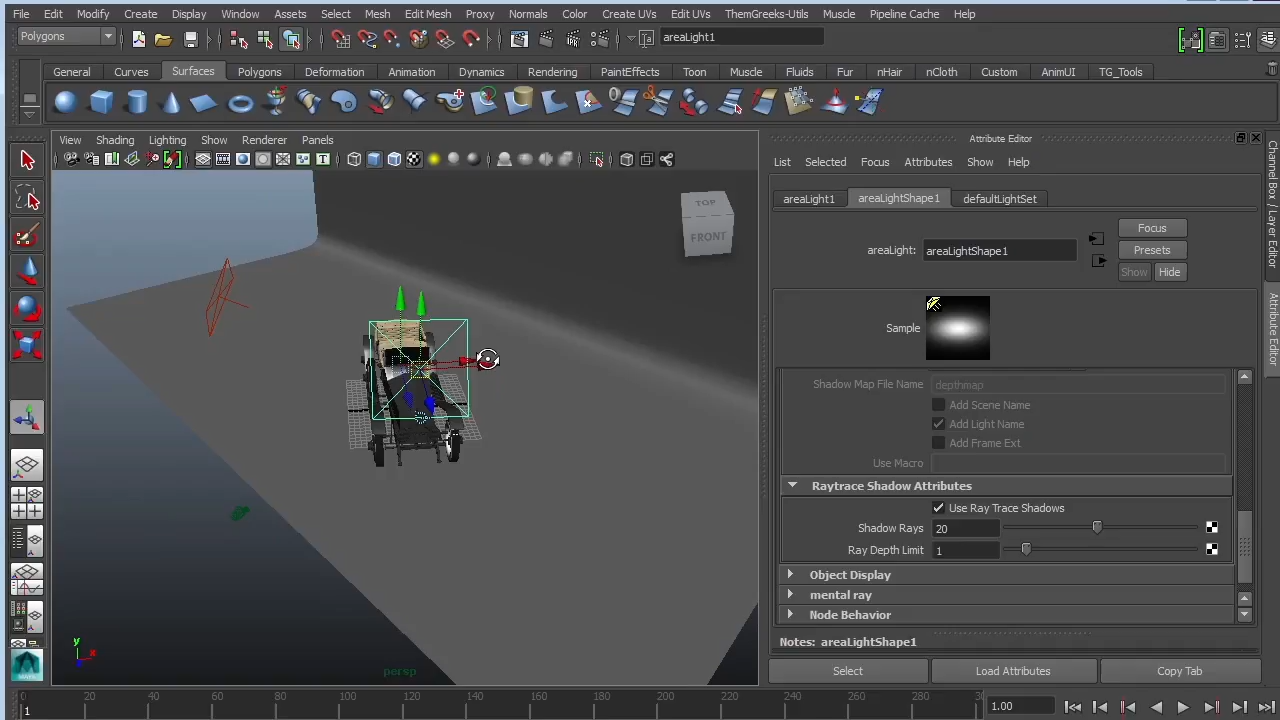 File Edit Modify Create Display Window Assets Select Mesh Edit Mesh Proxy Normals Color Create UVs Edit UVs ThemGreeks-Utils Muscle Pipeline Cache Help
Polygons areaLight1
General Curves Surfaces Polygons Deformation Animation Dynamics Rendering PaintEffects Toon Muscle Fluids Fur nHair nCloth Custom AnimUI TG_Tools
View Shading Lighting Show Renderer Panels
Attribute Editor
List Selected Focus Attributes Show Help
areaLight1 areaLightShape1 defaultLightSet
TOP
FRONT
areaLight: areaLightShape1
Focus
Presets
Show Hide
Sample
Shadow Map File Name depthmap
Add Scene Name
Add Light Name
Add Frame Ext
Use Macro
Raytrace Shadow Attributes
Use Ray Trace Shadows
Shadow Rays 20
Ray Depth Limit 1
Object Display
mental ray
Node Behavior
Notes: areaLightShape1
Select Load Attributes Copy Tab
Channel Box / Layer Editor
Attribute Editor
y
x
persp
0 20 40 60 80 100 120 140 160 180 200 220 230 260 280 300
1
1.00